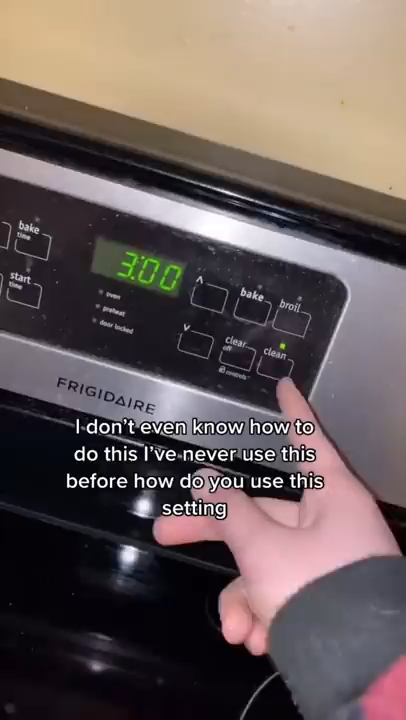 bake
time
start
time
3:00
oven
preheat
door locked
^
bake
broil
v
clear
off
clean
controls
FRIGIDAIRE
I don't even know how to
do this I've never use this
before how do you use this
setting